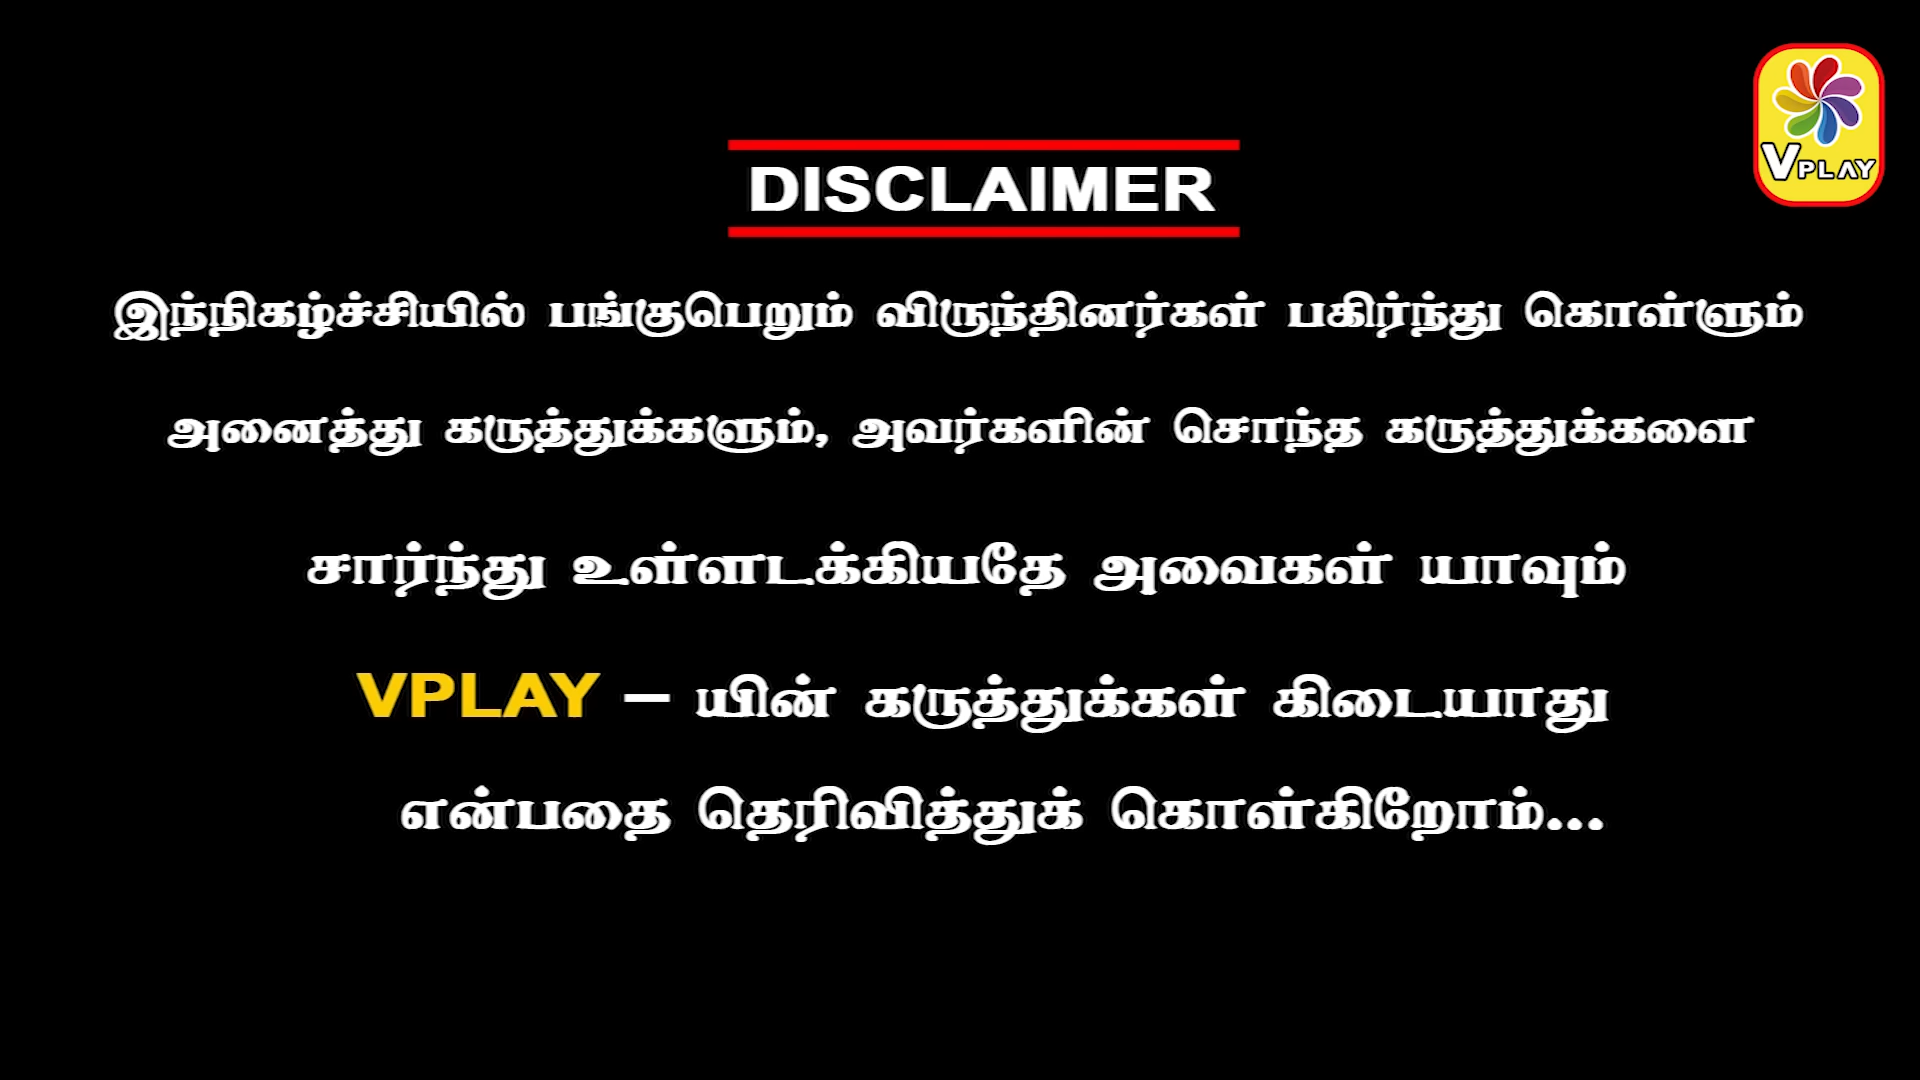 VPLAY
DISCLAIMER
இந்நிகழ்ச்சியில் பங்குபெறும் விருந்தினர்கள் பகிர்ந்து கொள்ளும்
அனைத்து கருத்துக்களும், அவர்களின் சொந்த கருத்துக்களை
சார்ந்து உள்ளடக்கியதே அவைகள் யாவும்
VPLAY – யின் கருத்துக்கள் கிடையாது
என்பதை தெரிவித்துக் கொள்கிறோம்...